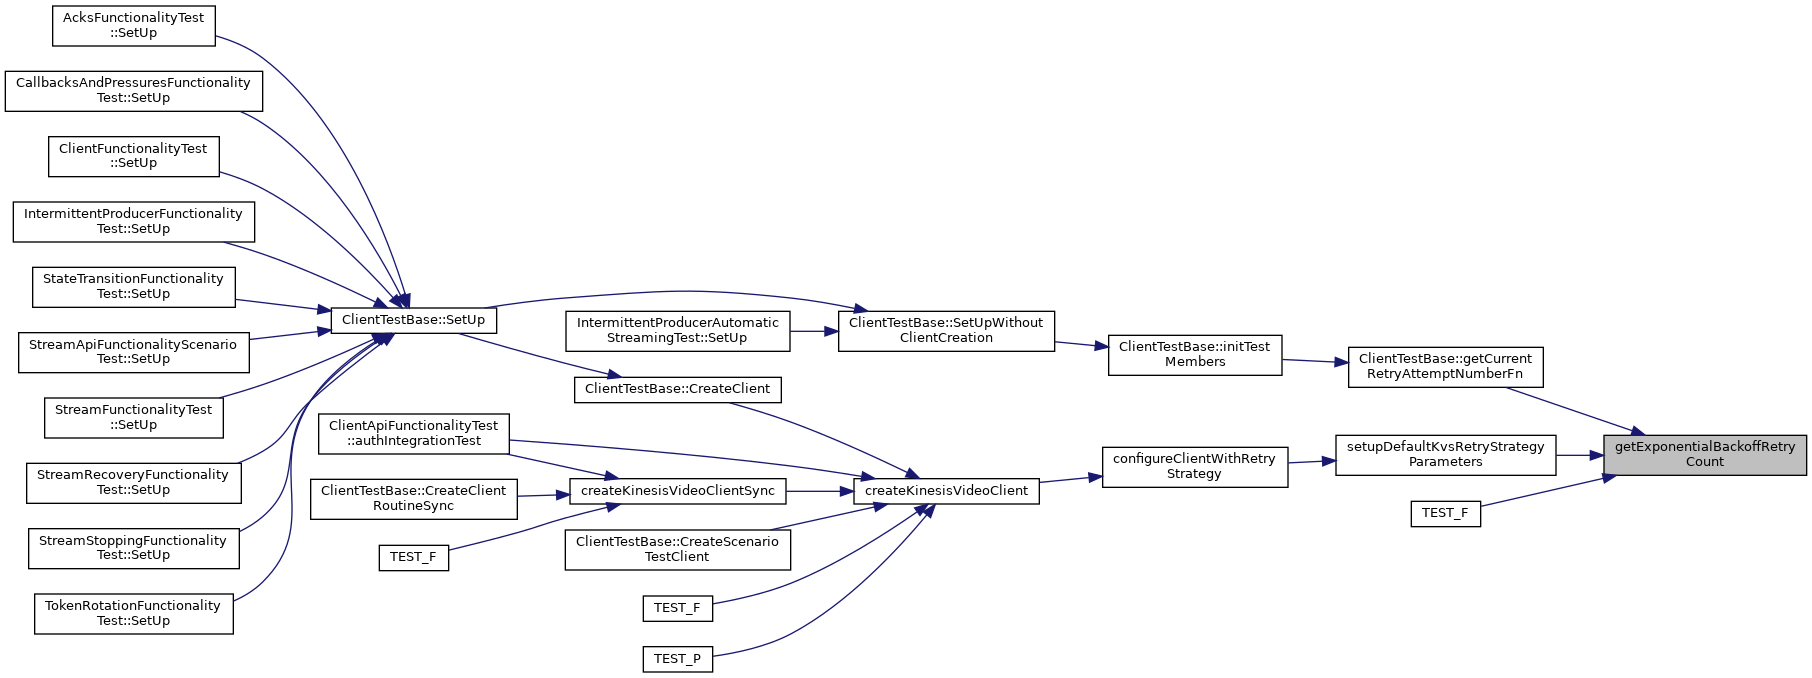 AcksFunctionalityTest
::SetUp
CallbacksAndPressuresFunctionality
Test::SetUp
ClientFunctionalityTest
::SetUp
IntermittentProducerFunctionality
Test::SetUp
StateTransitionFunctionality
Test::SetUp
StreamApiFunctionalityScenario
Test::SetUp
StreamFunctionalityTest
::SetUp
StreamRecoveryFunctionality
Test::SetUp
StreamStoppingFunctionality
Test::SetUp
TokenRotationFunctionality
Test::SetUp
ClientTestBase::SetUp
ClientApiFunctionalityTest
::authIntegrationTest
ClientTestBase::CreateClient
RoutineSync
TEST_F
IntermittentProducerAutomatic
StreamingTest::SetUp
ClientTestBase::CreateClient
createKinesisVideoClientSync
ClientTestBase::CreateScenario
TestClient
TEST_F
TEST_P
ClientTestBase::SetUpWithout
ClientCreation
createKinesisVideoClient
ClientTestBase::initTest
Members
configureClientWithRetry
Strategy
ClientTestBase::getCurrent
RetryAttemptNumberFn
setupDefaultKvsRetryStrategy
Parameters
TEST_F
getExponentialBackoffRetry
Count